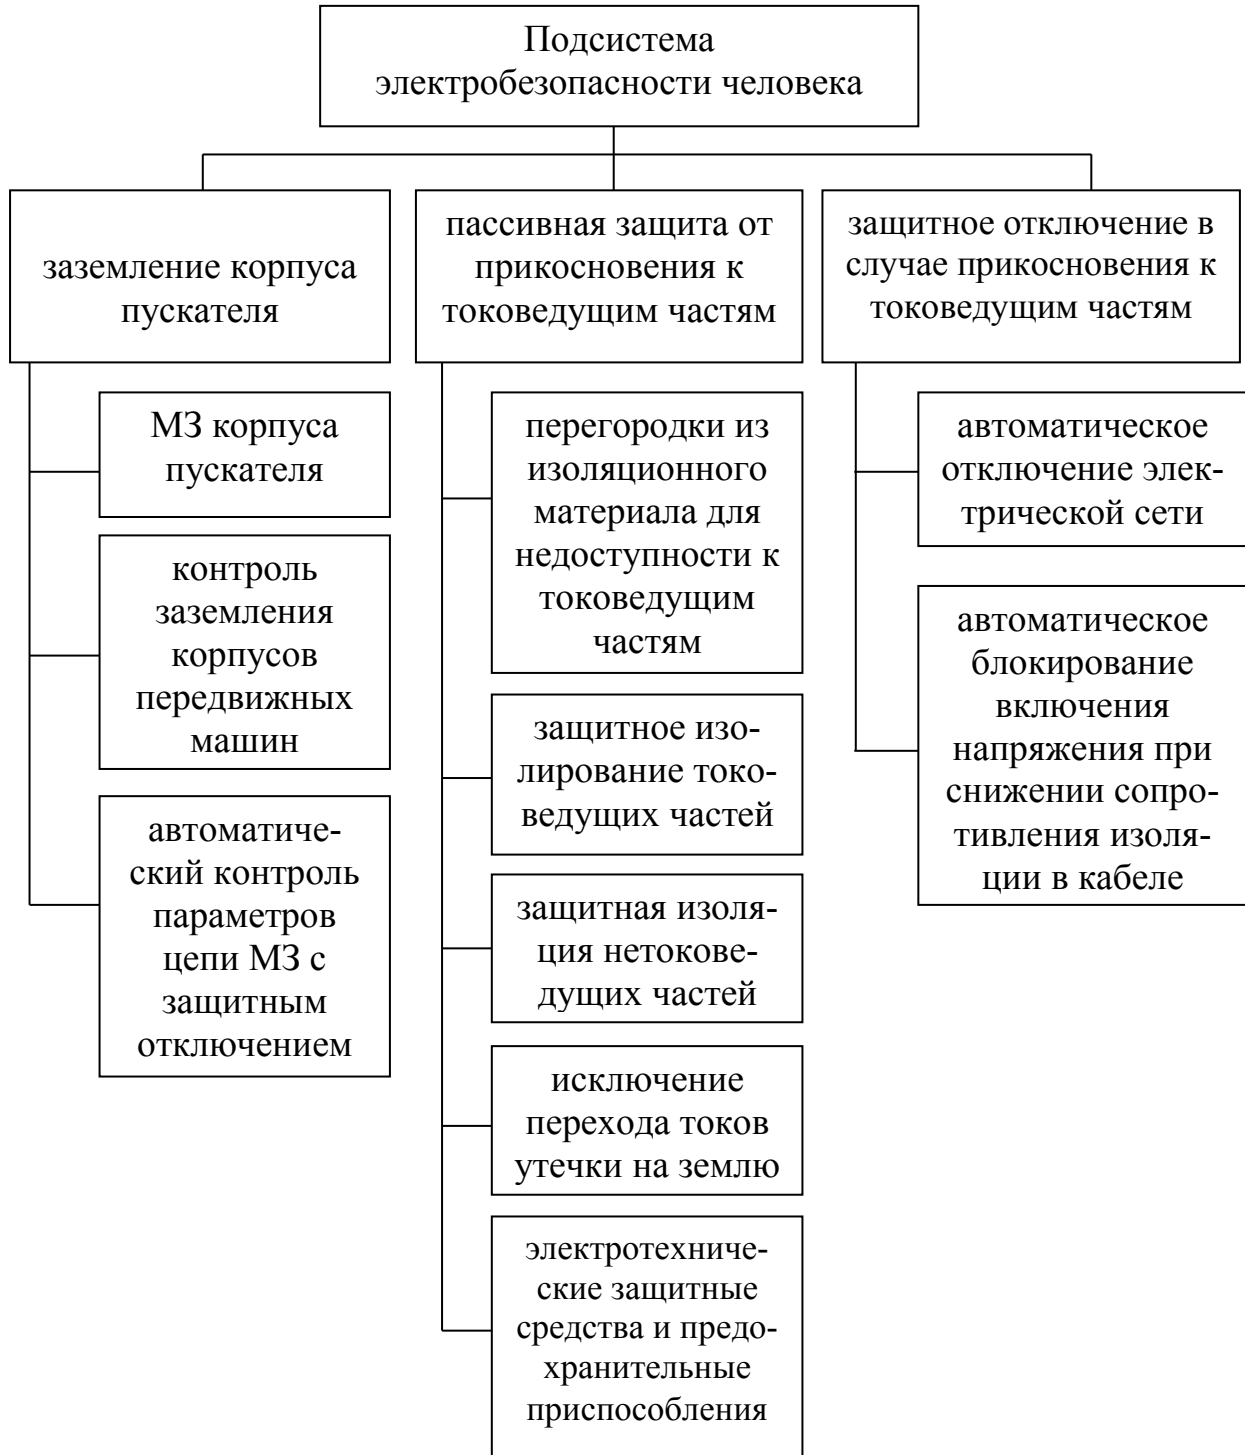 Подсистема
электробезопасности человека
заземление корпуса
пускателя
МЗ корпуса
пускателя
контроль
заземления
корпусов
передвижных
машин
автоматиче-
ский контроль
параметров
цепи МЗ с
защитным
отключением
пассивная защита от
прикосновения к
токоведущим частям
перегородки из
изоляционного
материала для
недоступности к
токоведущим
частям
защитное изо-
лирование токо-
ведущих частей
защитная изоля-
ция нетокове-
дущих частей
исключение
перехода токов
утечки на землю
электротехниче-
ские защитные
средства и предо-
хранительные
приспособления
защитное отключение в
случае прикосновения к
токоведущим частям
автоматическое
отключение элек-
трической сети
автоматическое
блокирование
включения
напряжения при
снижении сопро-
тивления изоля-
ции в кабеле